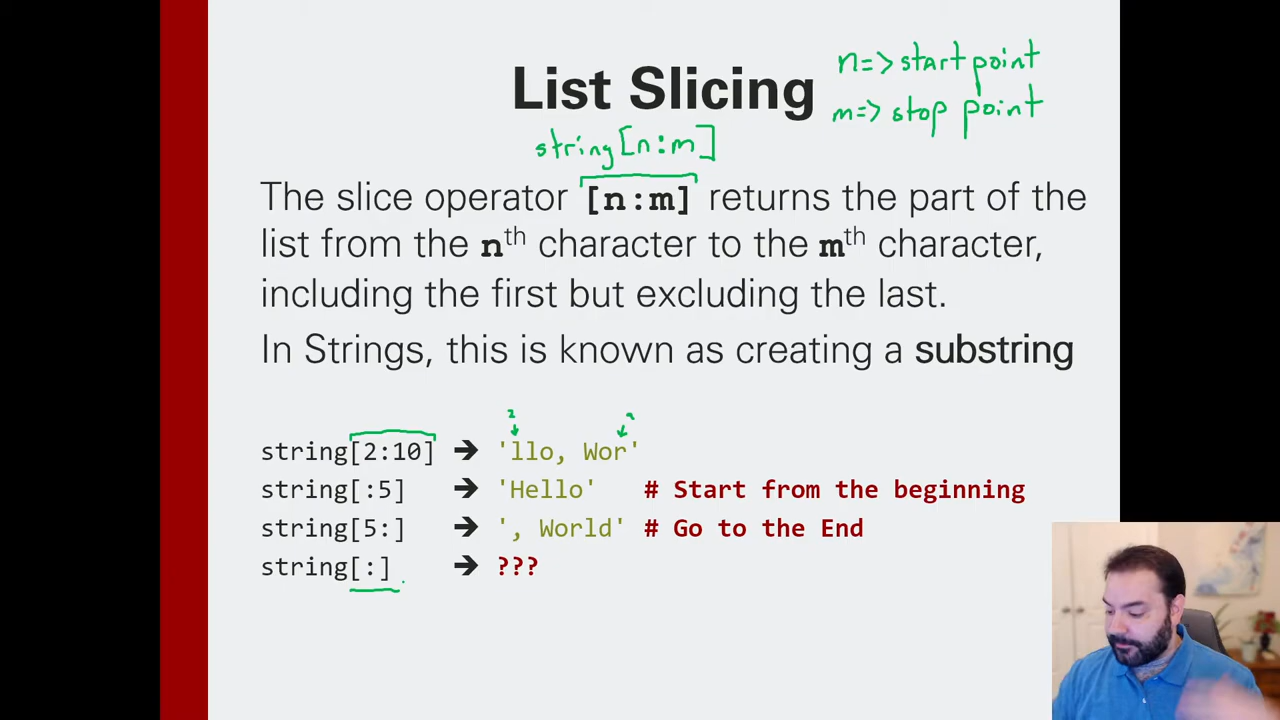 List Slicing
n=> start point
m=> stop point
string[n:m]
The slice operator [n:m] returns the part of the
list from the nth character to the mth character,
including the first but excluding the last.
In Strings, this is known as creating a substring
2
string[2:10] → 'llo, Wor'
string[:5] → 'Hello' # Start from the beginning
string[5:] → ', World' # Go to the End
string[:] → ???